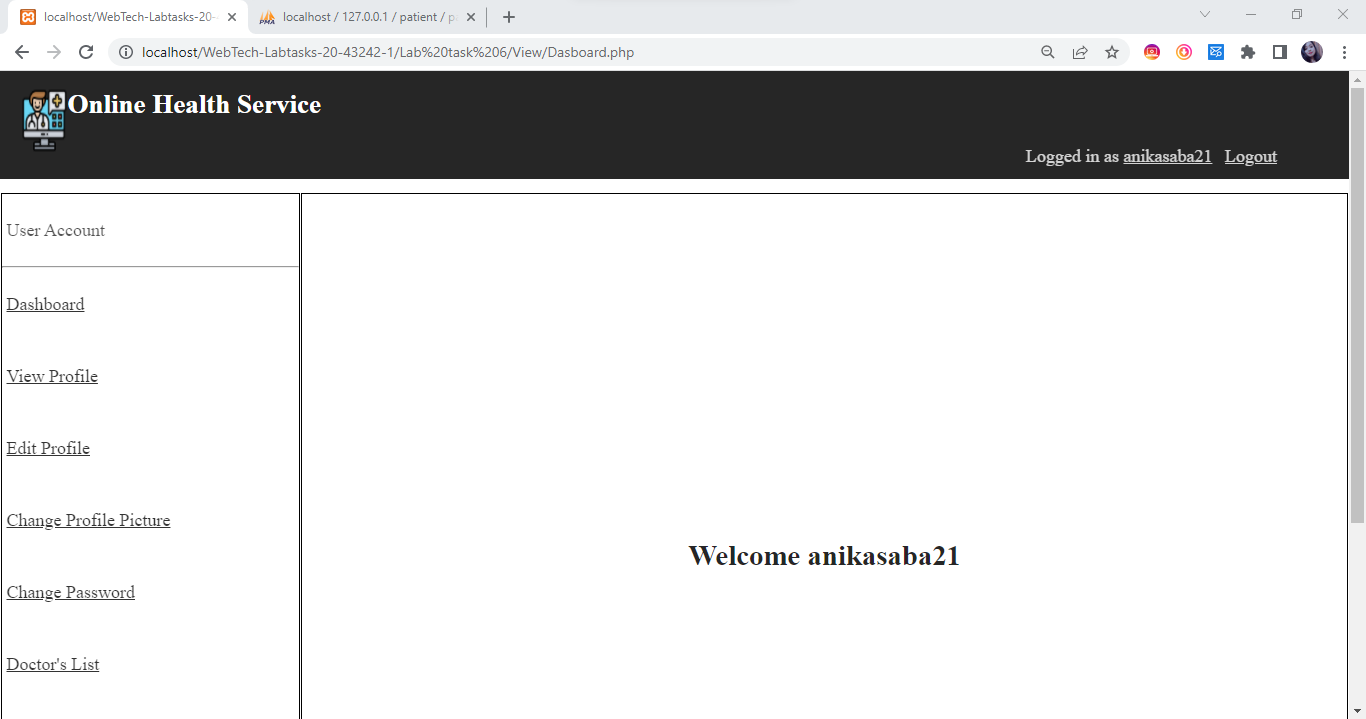 localhost/WebTech-Labtasks-20-
localhost / 127.0.0.1 / patient / p
localhost/WebTech-Labtasks-20-43242-1/Lab%20task%206/View/Dasboard.php
Online Health Service
Logged in as anikasaba21 Logout
User Account
Dashboard
View Profile
Edit Profile
Change Profile Picture
Change Password
Doctor's List
Welcome anikasaba21